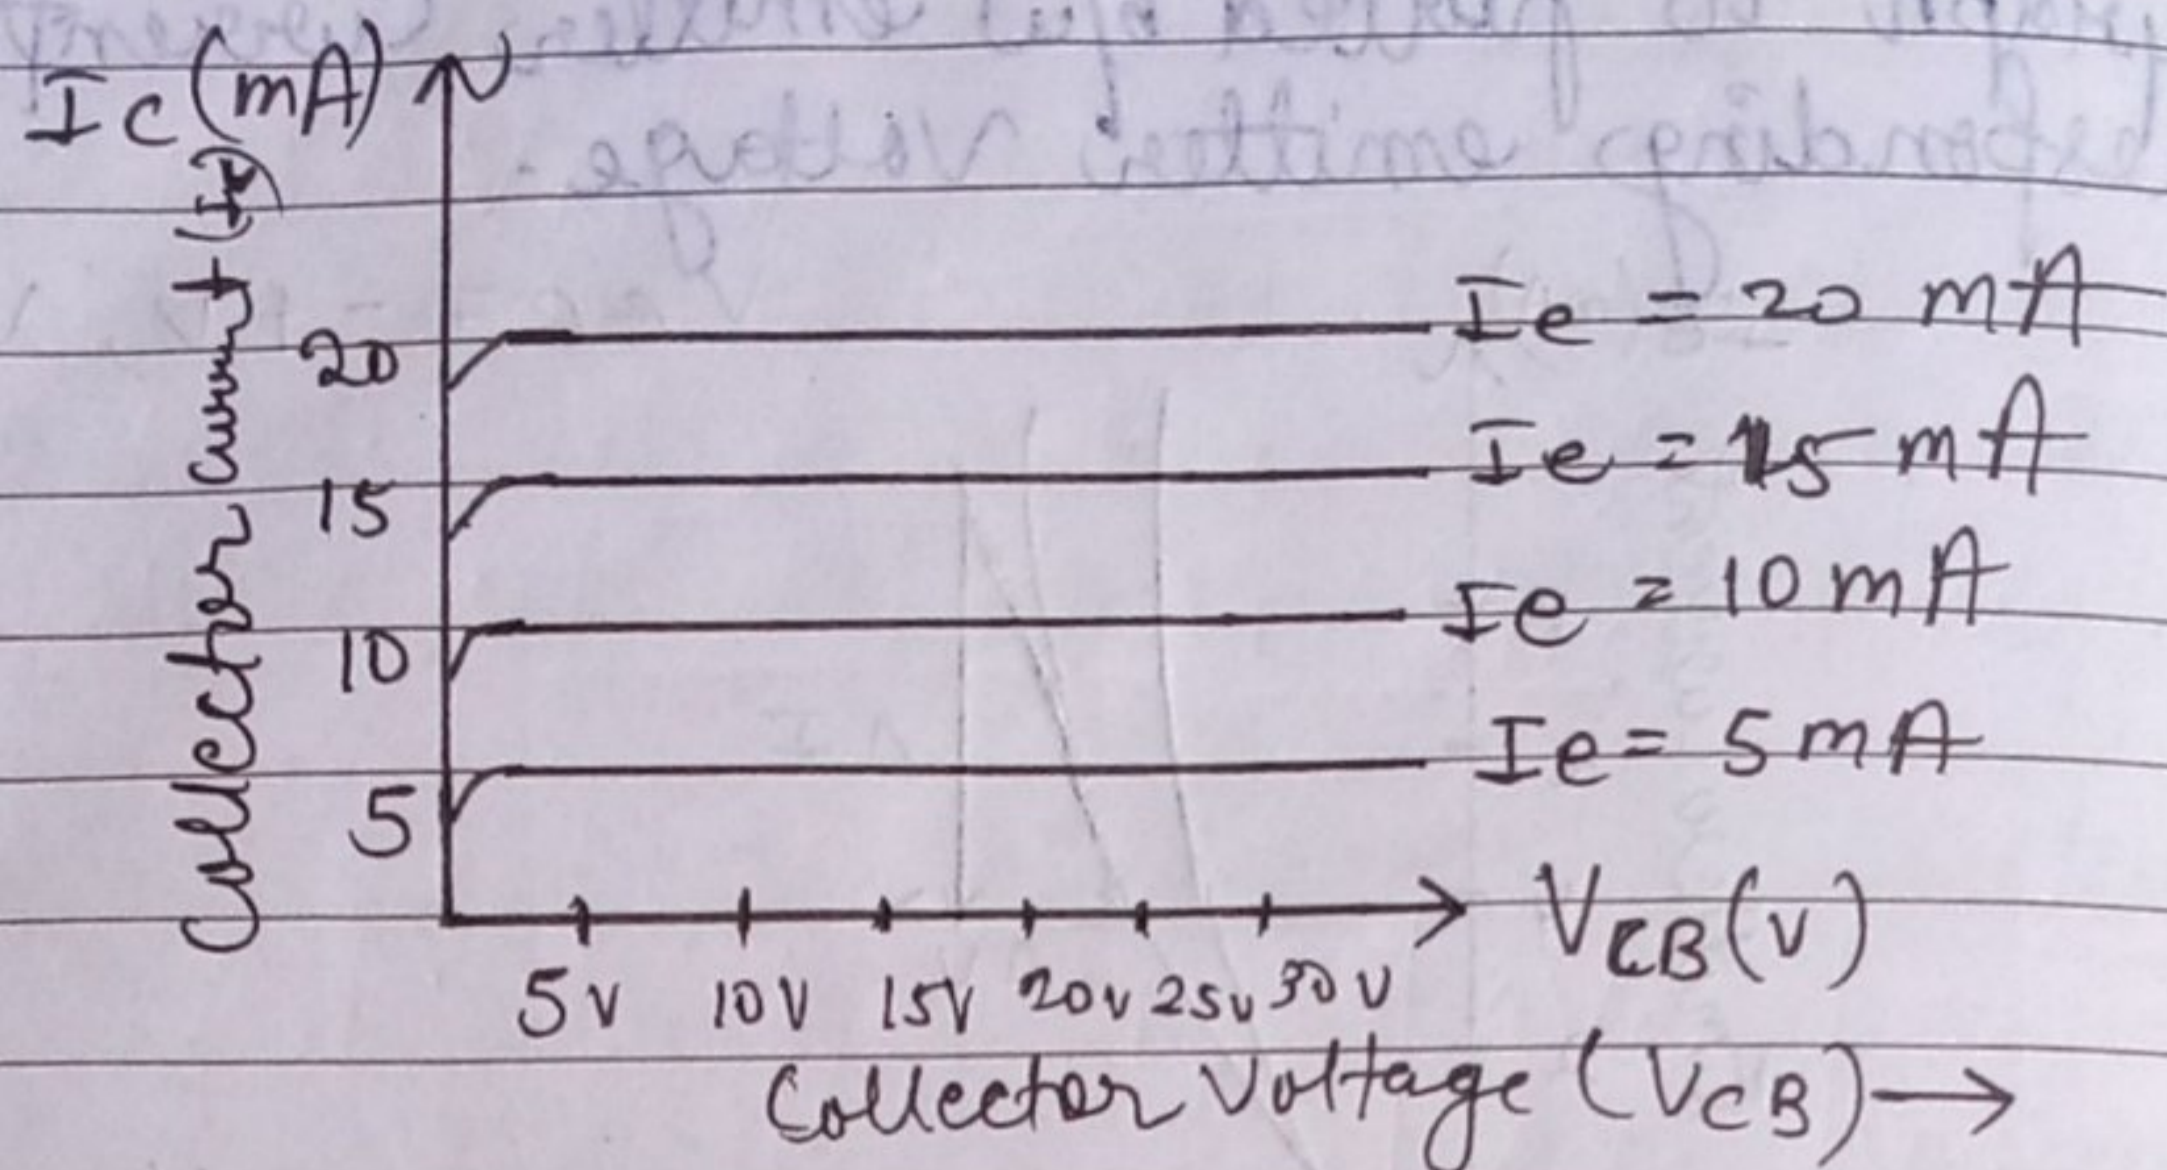 Ic (mA)
Collector current (Ic)
20
15
10
5
Ie = 20 mA
Ie = 15 mA
Ie = 10 mA
Ie = 5 mA
5V 10V 15V 20V 25V 30V
VCB (V)
Collector Voltage (VCB) →